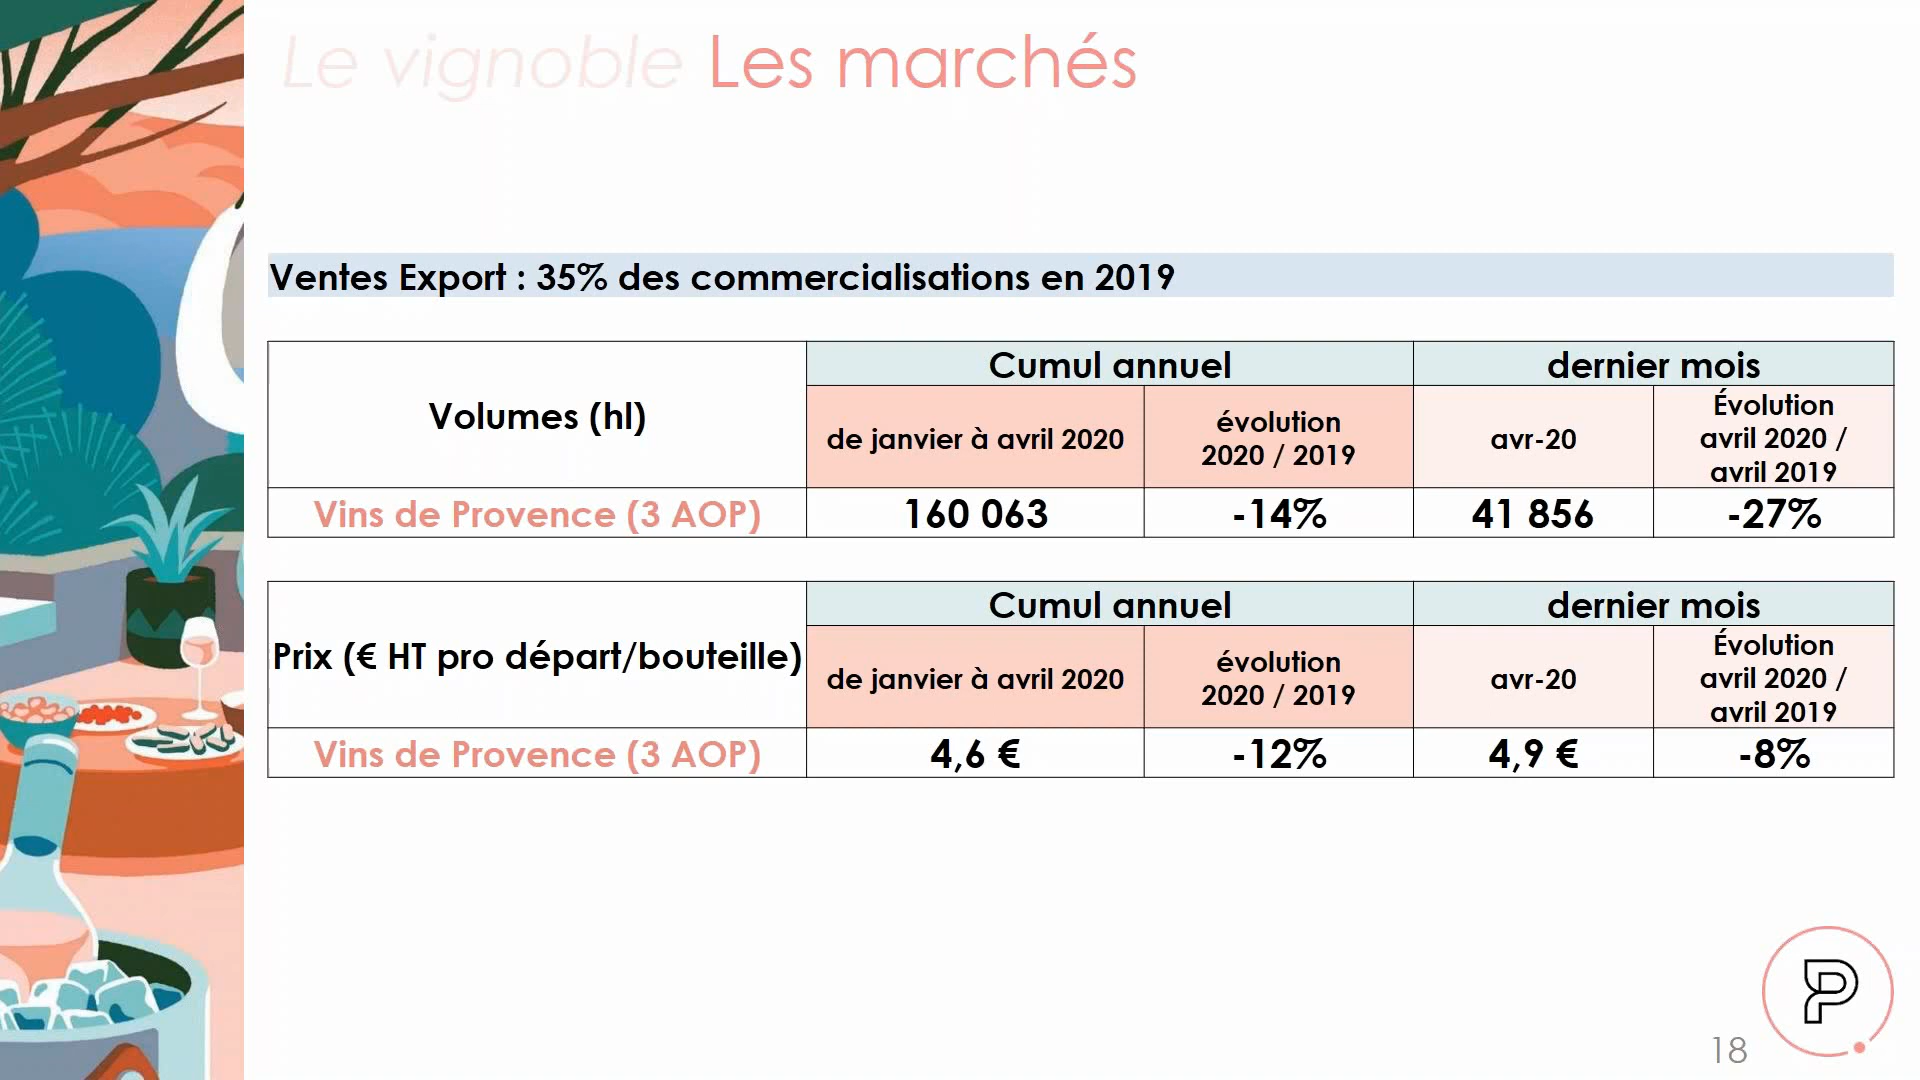 Le vignoble Les marchés
Ventes Export : 35% des commercialisations en 2019
Volumes (hl)
Cumul annuel
dernier mois
de janvier à avril 2020
évolution
2020 / 2019
avr-20
Évolution
avril 2020 /
avril 2019
Vins de Provence (3 AOP)
160 063
-14%
41 856
-27%
Prix (€ HT pro départ/bouteille)
Cumul annuel
dernier mois
de janvier à avril 2020
évolution
2020 / 2019
avr-20
Évolution
avril 2020 /
avril 2019
Vins de Provence (3 AOP)
4,6 €
-12%
4,9 €
-8%
P
18